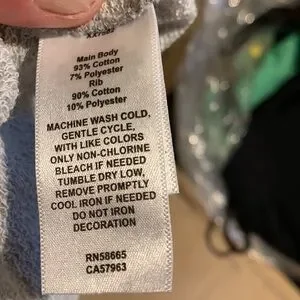 Main Body
93% Cotton
7% Polyester
Rib
90% Cotton
10% Polyester
MACHINE WASH COLD,
GENTLE CYCLE,
WITH LIKE COLORS
ONLY NON-CHLORINE
BLEACH IF NEEDED
TUMBLE DRY LOW,
REMOVE PROMPTLY
COOL IRON IF NEEDED
DO NOT IRON
DECORATION
RN58665
CA57963